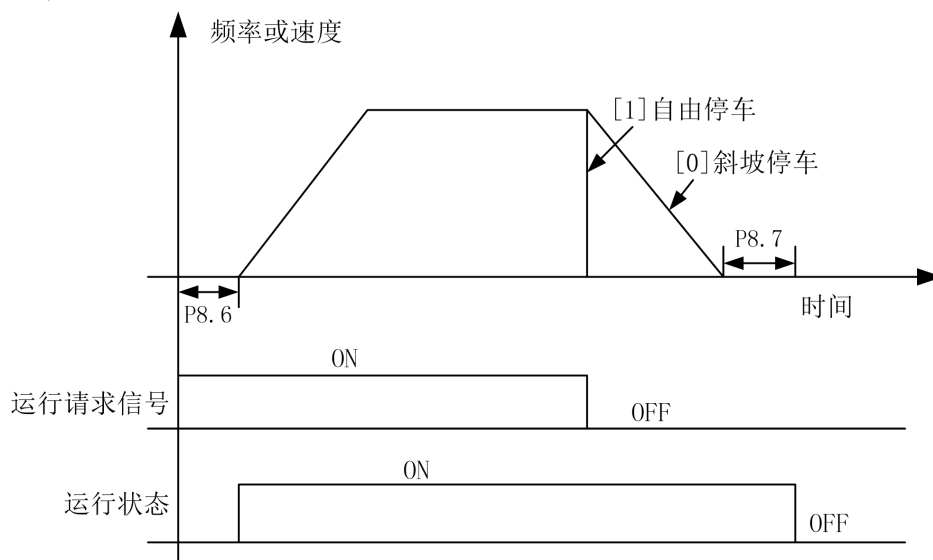 频率或速度
[1]自由停车
[0]斜坡停车
P8.7
P8.6
时间
ON
运行请求信号
OFF
ON
运行状态
OFF